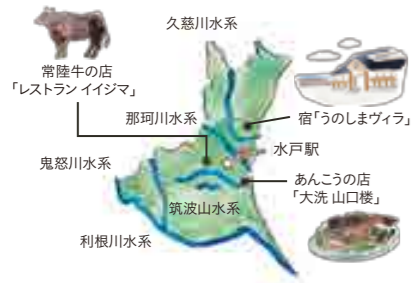 久慈川水系
常陸牛の店
「レストラン イイジマ」
那珂川水系
宿「うのしまヴィラ」
水戸駅
鬼怒川水系
あんこうの店
「大洗 山口楼」
筑波山水系
利根川水系